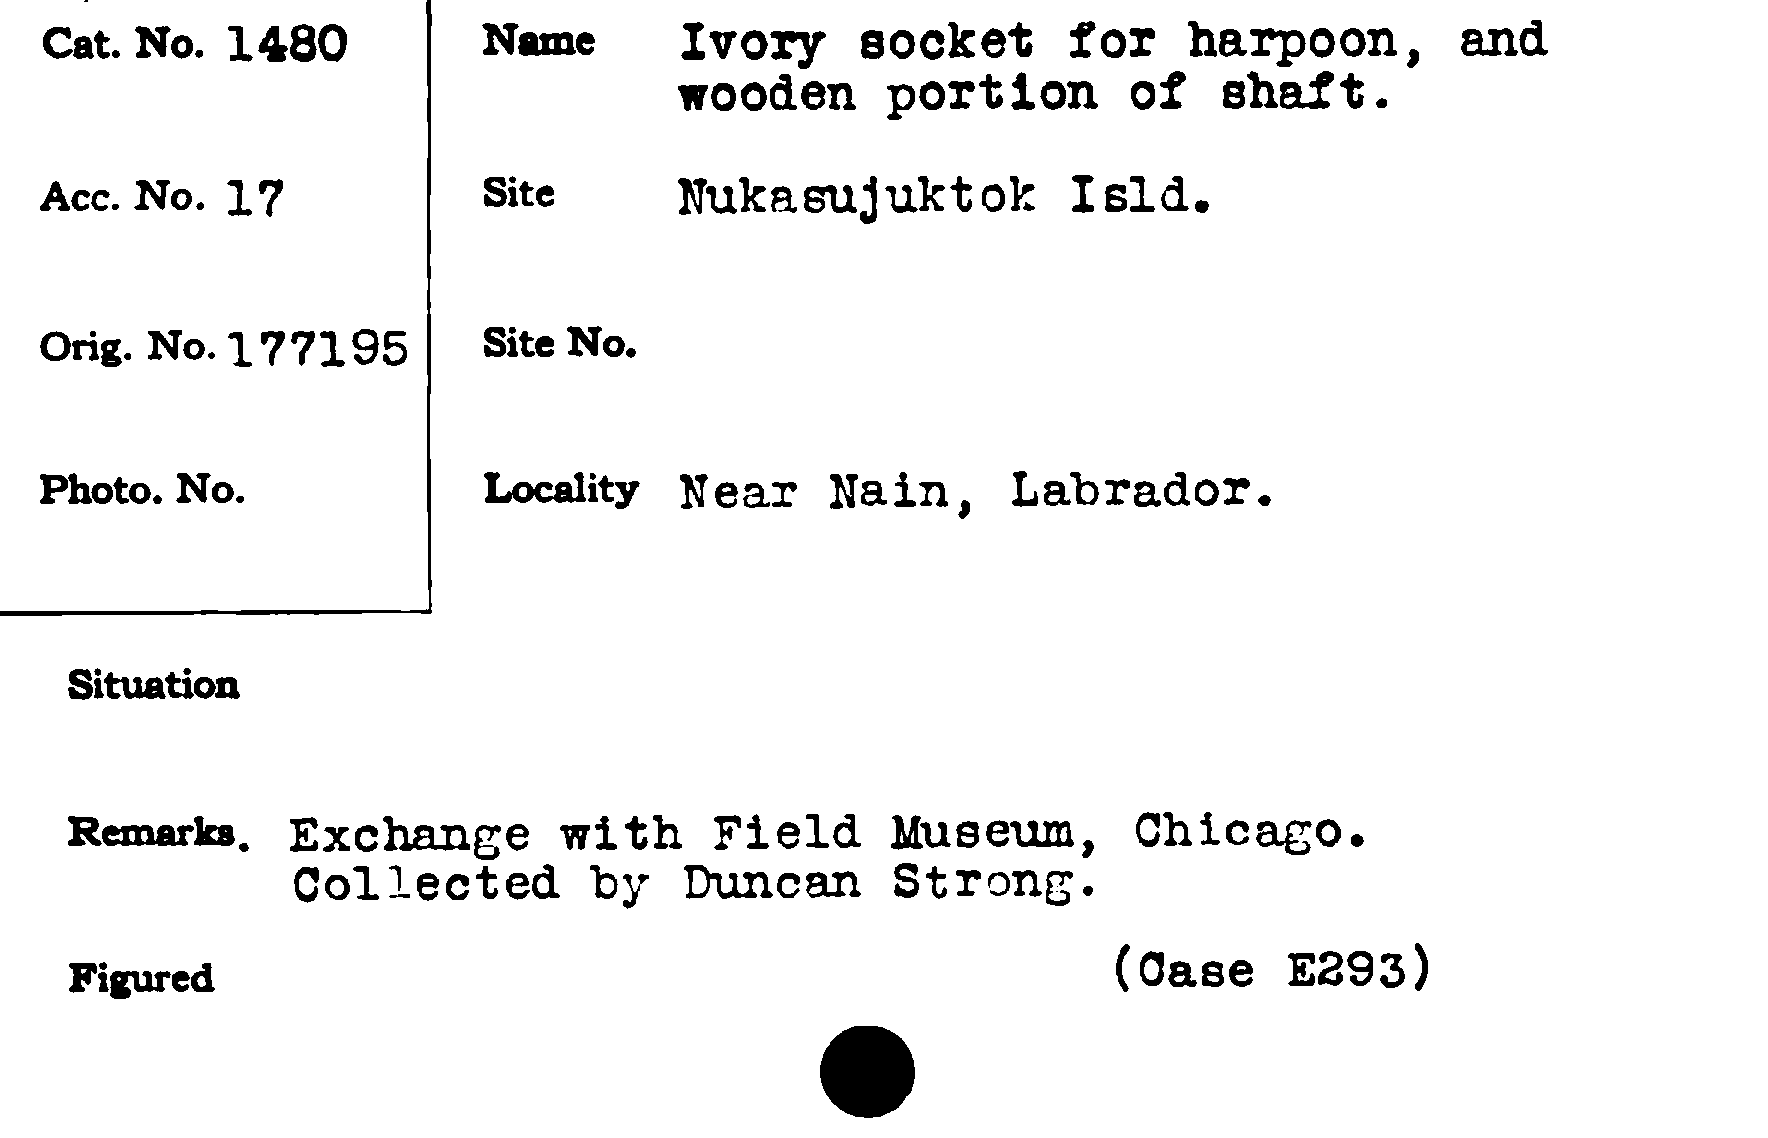 Cat. No. 1480
Name Ivory socket for harpoon, and
wooden portion of shaft.
Acc. No. 17
Site Nukasujuktok Isld.
Orig. No. 177195
Site No.
Photo. No.
Locality Near Nain, Labrador.
Situation
Remarks. Exchange with Field Museum, Chicago.
Collected by Duncan Strong.
Figured
(Case E293)